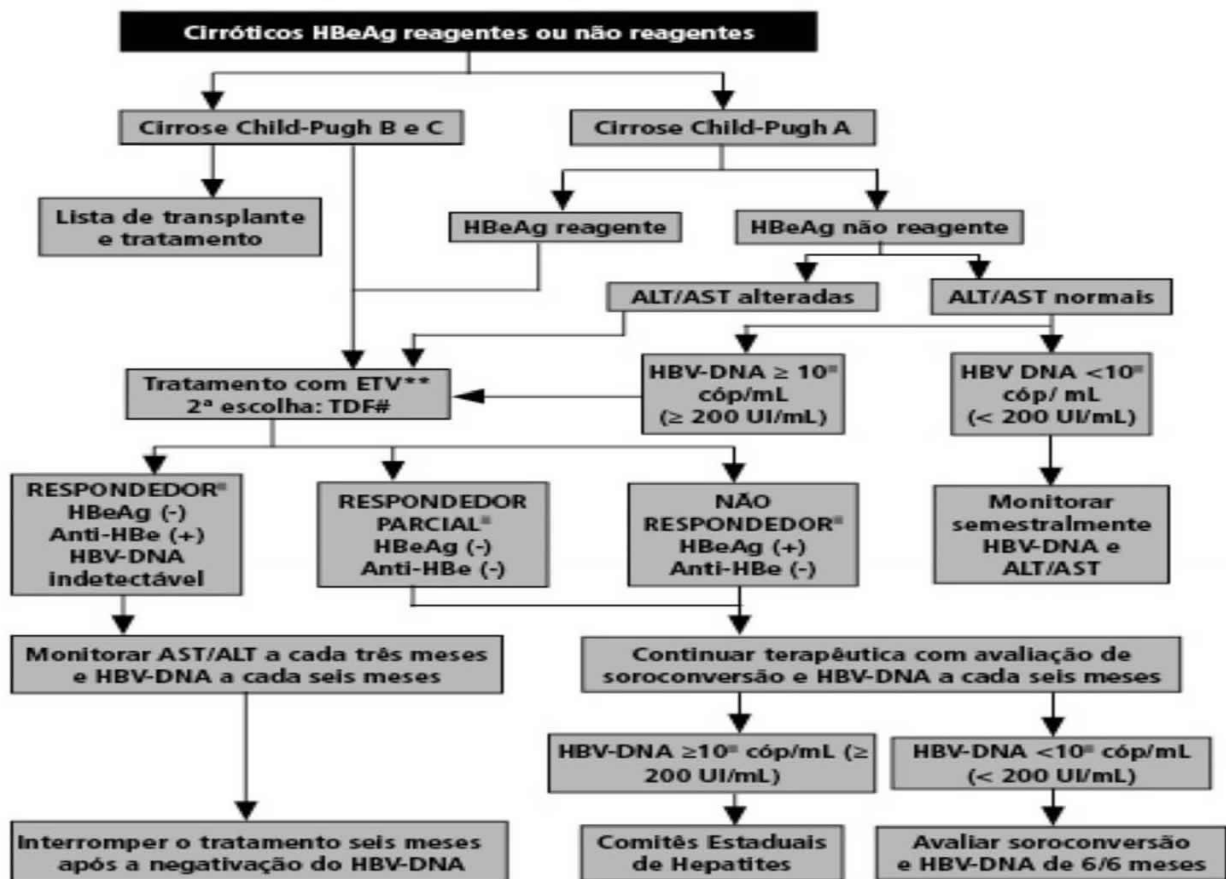 Cirróticos HBeAg reagentes ou não reagentes
Cirrose Child-Pugh B e C
Cirrose Child-Pugh A
Lista de transplante
e tratamento
HBeAg reagente
HBeAg não reagente
ALT/AST alteradas
ALT/AST normais
Tratamento com ETV**
2ª escolha: TDF#
HBV-DNA ≥
cóp/mL
(≥ 200 UI/mL)
HBV DNA
cóp/ mL
(< 200 UI/mL)
RESPONDEDOR
HBeAg (-)
Anti-HBe (+)
HBV-DNA
indetectável
RESPONDEDOR
PARCIAL
HBeAg (-)
Anti-HBe (-)
NÃO
RESPONDEDOR
HBeAg (+)
Anti-HBe (-)
Monitorar
semestralmente
HBV-DNA e
ALT/AST
Monitorar AST/ALT a cada três meses
e HBV-DNA a cada seis meses
Continuar terapêutica com avaliação de
soroconversão e HBV-DNA a cada seis meses
HBV-DNA cóp/mL (≥
200 UI/mL)
HBV-DNA cóp/mL
(< 200 UI/mL)
Interromper o tratamento seis meses
após a negativação do HBV-DNA
Comitês Estaduais
de Hepatites
Avaliar soroconversão
e HBV-DNA de 6/6 meses